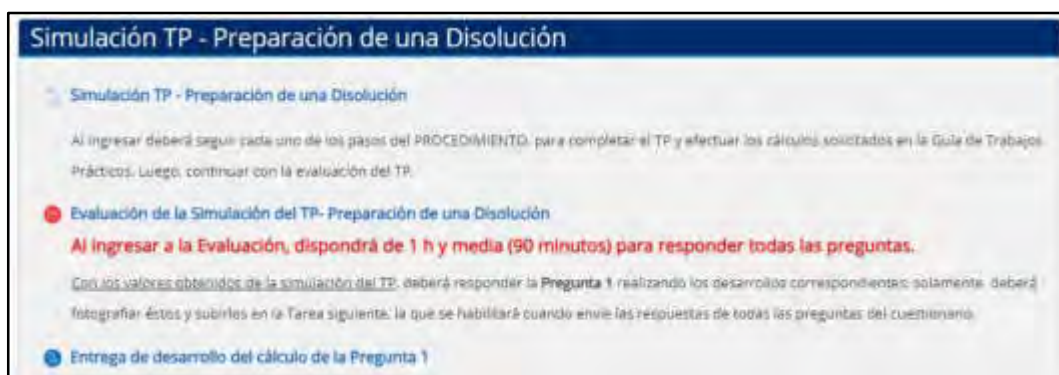 Simulación TP - Preparación de una Disolución
Simulación TP - Preparación de una Disolución
Al ingresar deberá seguir cada uno de los pasos del PROCEDIMIENTO, para completar el TP y efectuar los cálculos solicitados en la Guía de Trabajos
Prácticos. Luego, continuar con la evaluación del TP.
Evaluación de la Simulación del TP- Preparación de una Disolución
Al ingresar a la Evaluación, dispondrá de 1 h y media (90 minutos) para responder todas las preguntas.
Con los valores obtenidos de la simulación del TP, deberá responder la Pregunta 1 realizando los desarrollos correspondientes; solamente, deberá
fotografiar éstos y subirlos en la Tarea siguiente, la que se habilitará cuando envíe las respuestas de todas las preguntas del cuestionario.
Entrega de desarrollo del cálculo de la Pregunta 1